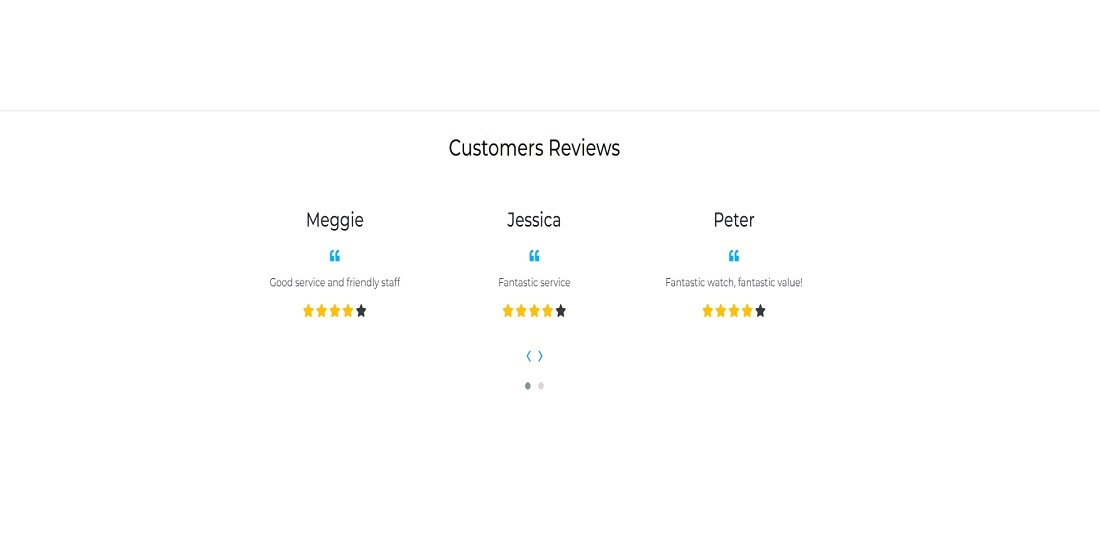 Customers Reviews
Meggie
Jessica
Peter
❝
❝
❝
Good service and friendly staff
Fantastic service
Fantastic watch, fantastic value!